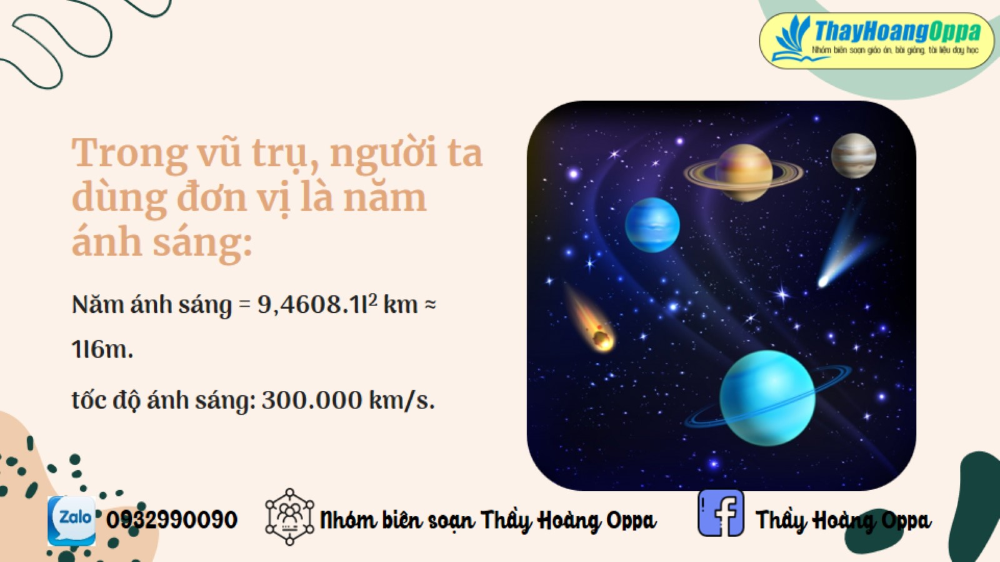 ThayHoangOppa
Nhóm biên soạn giáo án, bài giảng, tài liệu dạy học
Trong vũ trụ, người ta
dùng đơn vị là năm
ánh sáng:
Năm ánh sáng = 9,4608.1l² km ≈
1l6m.
tốc độ ánh sáng: 300.000 km/s.
Zalo 0932990090 Nhóm biên soạn Thầy Hoàng Oppa f Thầy Hoàng Oppa